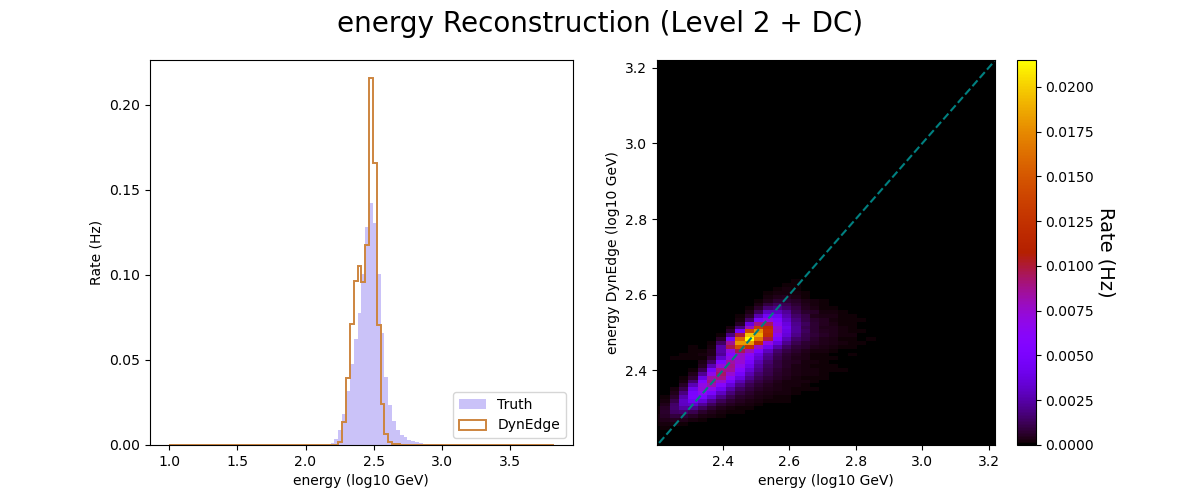 energy Reconstruction (Level 2 + DC)
Rate (Hz)
0.20
0.15
0.10
0.05
0.00
1.0 1.5 2.0 2.5 3.0 3.5
energy (log10 GeV)
Truth
DynEdge
energy DynEdge (log10 GeV)
3.2
3.0
2.8
2.6
2.4
2.4 2.6 2.8 3.0 3.2
energy (log10 GeV)
0.0200
0.0175
0.0150
0.0125
0.0100
0.0075
0.0050
0.0025
0.0000
Rate (Hz)